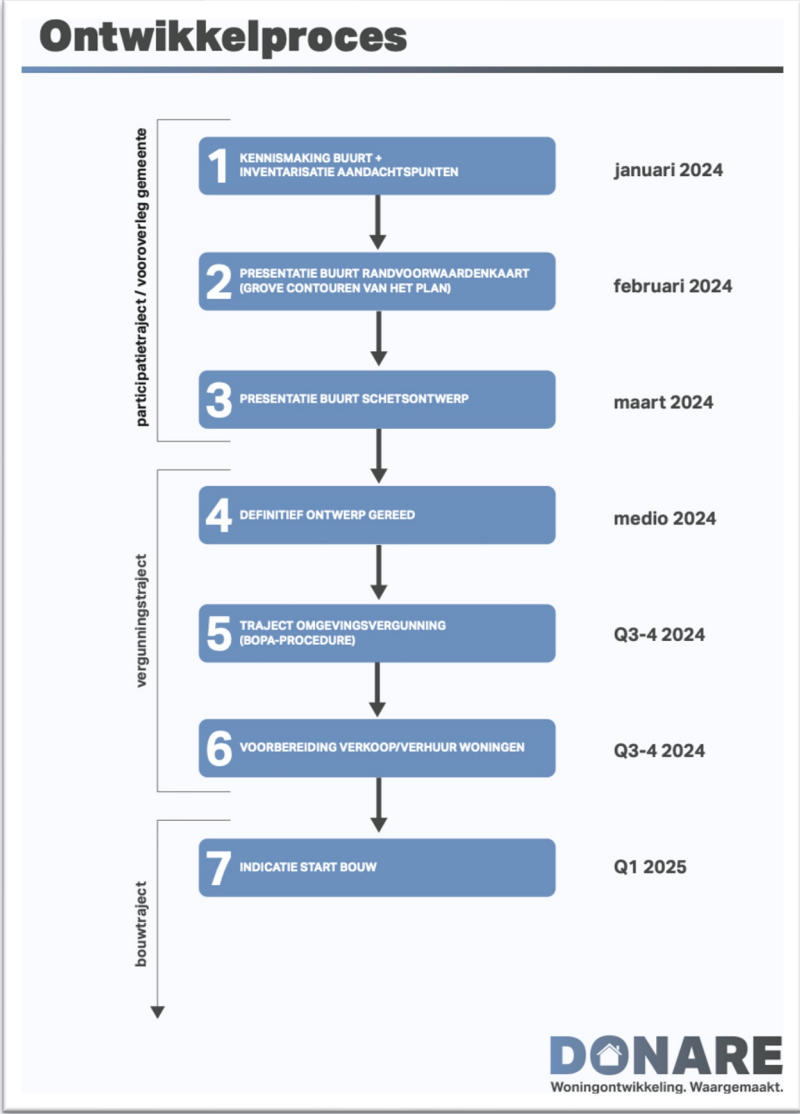 Ontwikkelproces
participatietraject / vooroverleg gemeente
1 KENNISMAKING BUURT +
INVENTARISATIE AANDACHTSPUNTEN
januari 2024
2 PRESENTATIE BUURT RANDVOORWAARDENKAART
(GROVE CONTOUREN VAN HET PLAN)
februari 2024
3 PRESENTATIE BUURT SCHETSONTWERP
maart 2024
vergunningstraject
4 DEFINITIEF ONTWERP GEREED
medio 2024
5 TRAJECT OMGEVINGSVERGUNNING
(BOPA-PROCEDURE)
Q3-4 2024
6 VOORBEREIDING VERKOOP/VERHUUR WONINGEN
Q3-4 2024
bouwtraject
7 INDICATIE START BOUW
Q1 2025
DONARE
Woningontwikkeling. Waargemaakt.